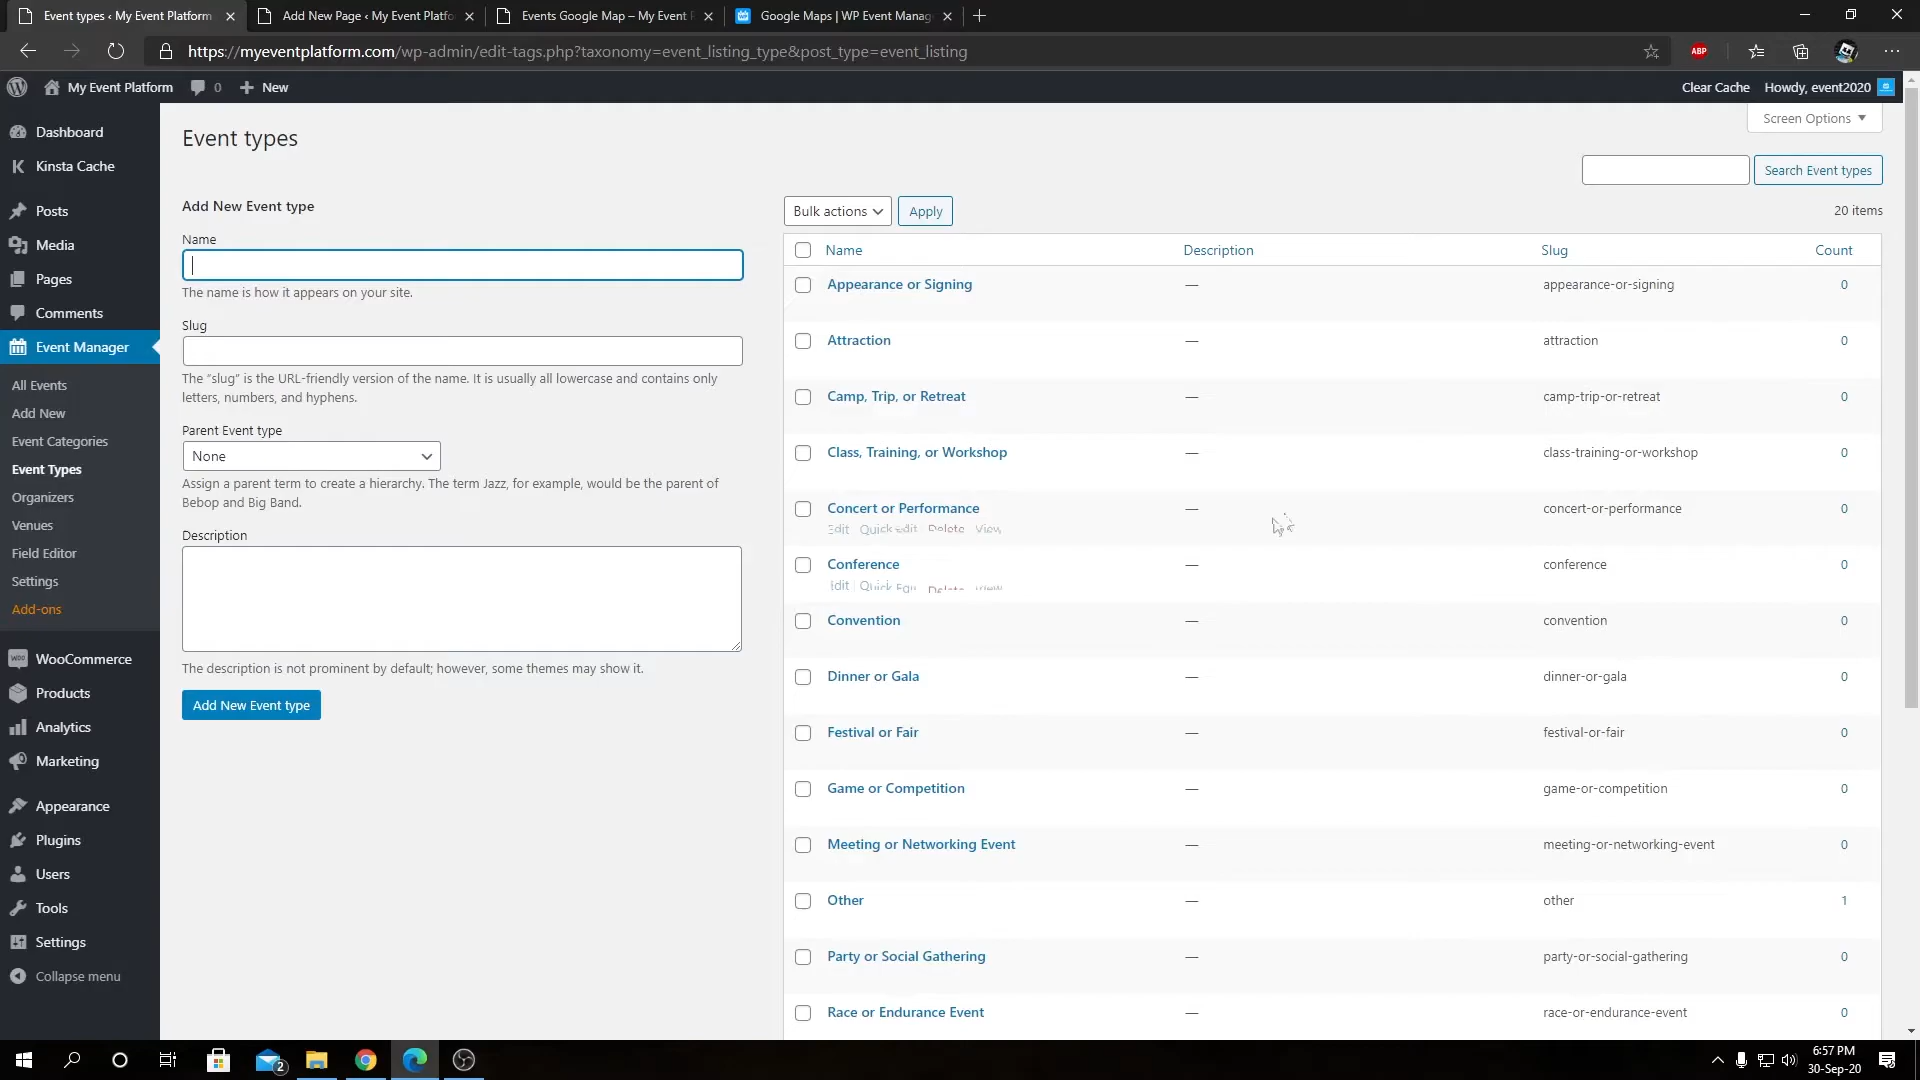 Event types ‹ My Event Platform
Add New Page ‹ My Event Platfo
Events Google Map – My Event P
Google Maps | WP Event Manag
https://myeventplatform.com/wp-admin/edit-tags.php?taxonomy=event_listing_type&post_type=event_listing
ABP
My Event Platform
0
New
Clear Cache
Howdy, event2020
Dashboard
Kinsta Cache
Posts
Media
Pages
Comments
Event Manager
All Events
Add New
Event Categories
Event Types
Organizers
Venues
Field Editor
Settings
Add-ons
WooCommerce
Products
Analytics
Marketing
Appearance
Plugins
Users
Tools
Settings
Collapse menu
Screen Options
Event types
Search Event types
Add New Event type
Name
The name is how it appears on your site.
Slug
The “slug” is the URL-friendly version of the name. It is usually all lowercase and contains only
letters, numbers, and hyphens.
Parent Event type
None
Assign a parent term to create a hierarchy. The term Jazz, for example, would be the parent of
Bebop and Big Band.
Description
The description is not prominent by default; however, some themes may show it.
Add New Event type
Bulk actions
Apply
20 items
Name Description Slug Count
Appearance or Signing — appearance-or-signing 0
Attraction — attraction 0
Camp, Trip, or Retreat — camp-trip-or-retreat 0
Class, Training, or Workshop — class-training-or-workshop 0
Concert or Performance — concert-or-performance 0
Edit Quick Edit Delete View
Conference — conference 0
Edit Quick Edit Delete View
Convention — convention 0
Dinner or Gala — dinner-or-gala 0
Festival or Fair — festival-or-fair 0
Game or Competition — game-or-competition 0
Meeting or Networking Event — meeting-or-networking-event 0
Other — other 1
Party or Social Gathering — party-or-social-gathering 0
Race or Endurance Event — race-or-endurance-event 0
2
6:57 PM
30-Sep-20